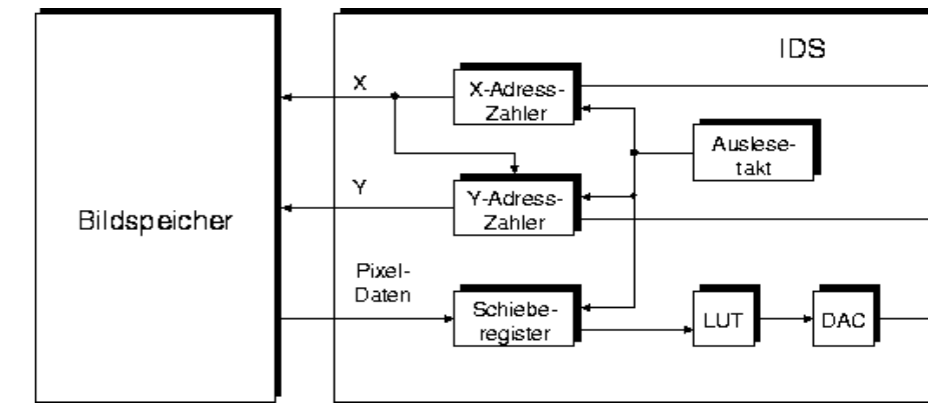 IDS
X
X-Adress-
Zahler
Auslese-
takt
Y
Y-Adress-
Zahler
Bildspeicher
Pixel-
Daten
Schiebe-
register
LUT
DAC